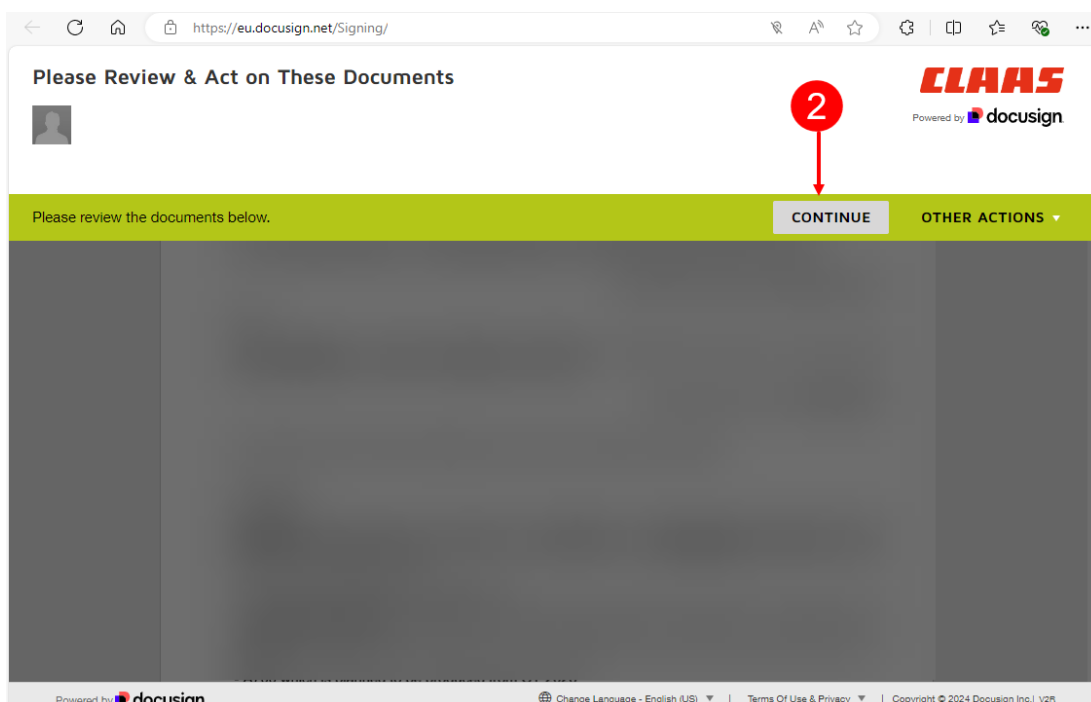 https://eu.docusign.net/Signing/
Please Review & Act on These Documents
CLAAS
Powered by docusign
2
Please review the documents below.
CONTINUE
OTHER ACTIONS
Powered by docusign
Change Language - English (US) ▼ | Terms Of Use & Privacy ▼ | Copyright © 2024 Docusign Inc. | V2R